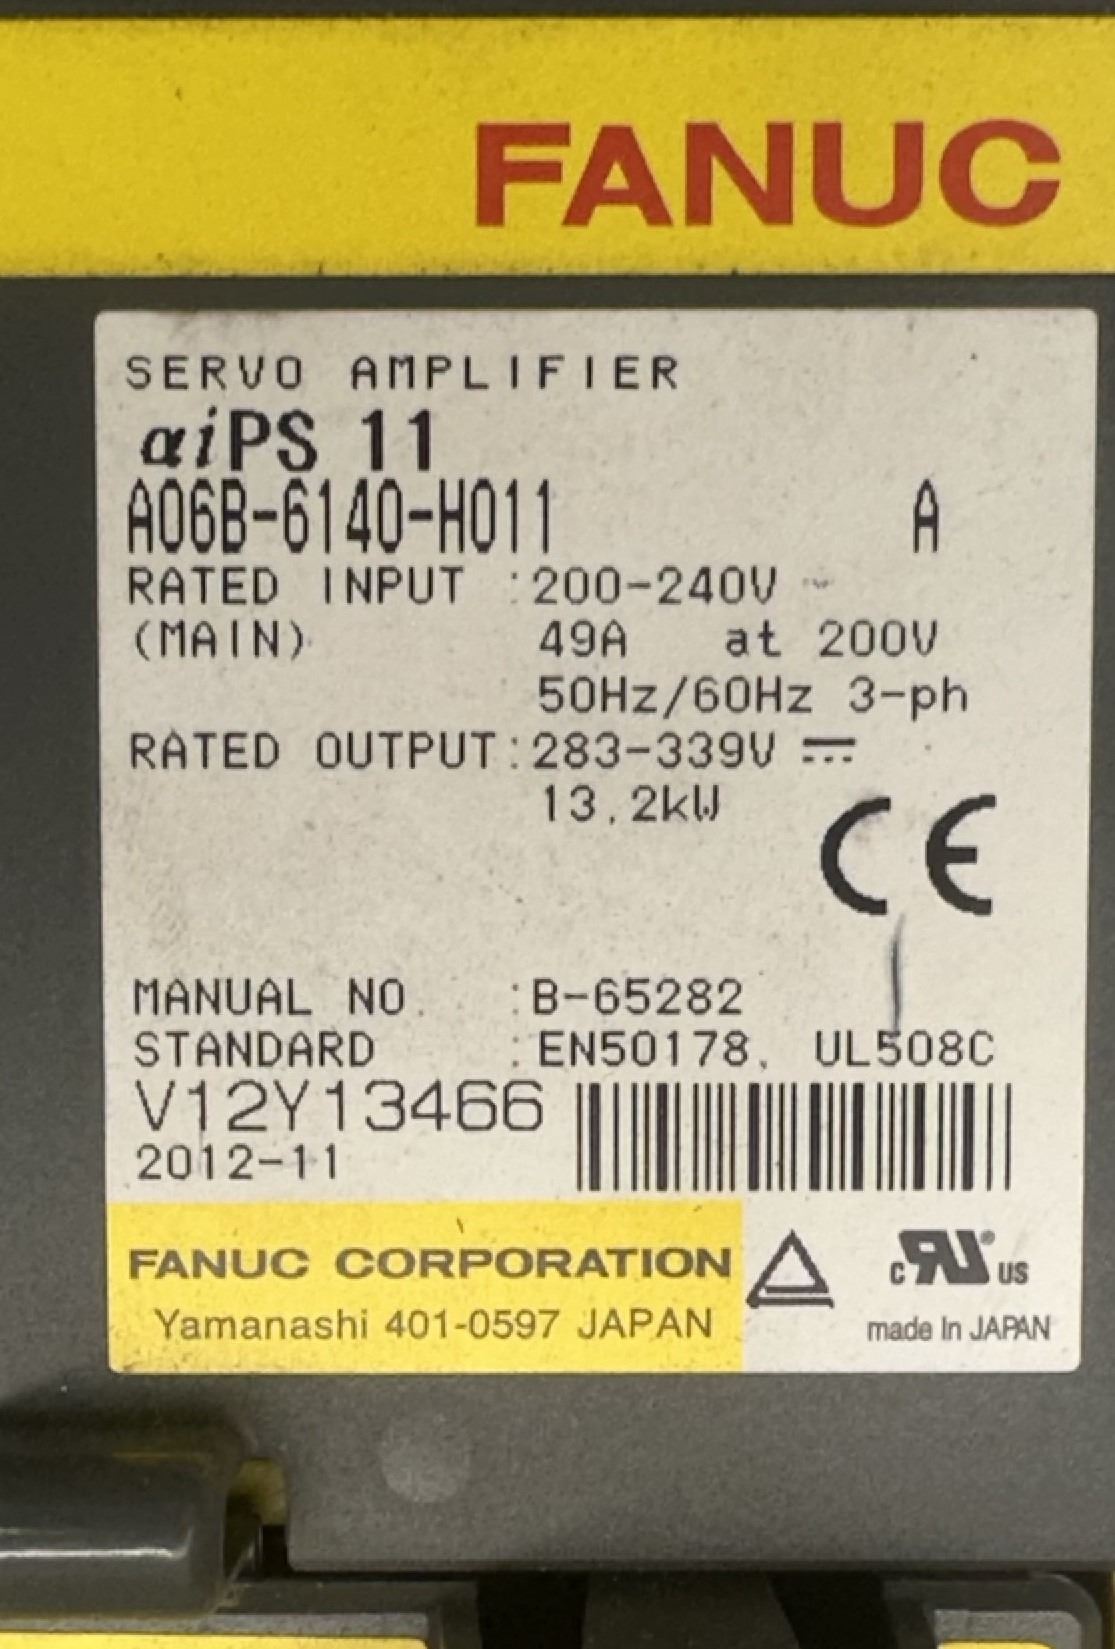 FANUC
SERVO AMPLIFIER
αiPS 11
A06B-6140-H011 A
RATED INPUT :200-240V ~
(MAIN) 49A at 200V
50Hz/60Hz 3-ph
RATED OUTPUT:283-339V ⎓
13.2kW
CE
MANUAL NO. :B-65282
STANDARD :EN50178, UL508C
V12Y13466
2012-11
FANUC CORPORATION
Yamanashi 401-0597 JAPAN
c RU® US
made in JAPAN